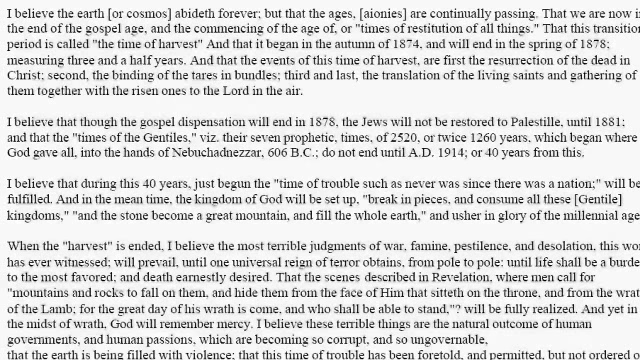 I believe the earth [or cosmos] abideth forever; but that the ages, [aionies] are continually passing. That we are now i
the end of the gospel age, and the commencing of the age of, or "times of restitution of all things." That this transition
period is called "the time of harvest" And that it began in the autumn of 1874, and will end in the spring of 1878;
measuring three and a half years. And that the events of this time of harvest, are first the resurrection of the dead in
Christ; second, the binding of the tares in bundles; third and last, the translation of the living saints and gathering of
them together with the risen ones to the Lord in the air.
I believe that though the gospel dispensation will end in 1878, the Jews will not be restored to Palestille, until 1881;
and that the "times of the Gentiles," viz. their seven prophetic, times, of 2520, or twice 1260 years, which began where
God gave all, into the hands of Nebuchadnezzar, 606 B.C.; do not end until A.D. 1914; or 40 years from this.
I believe that during this 40 years, just begun the "time of trouble such as never was since there was a nation;" will be
fulfilled. And in the mean time, the kingdom of God will be set up, "break in pieces, and consume all these [Gentile]
kingdoms," "and the stone become a great mountain, and fill the whole earth," and usher in glory of the millennial age
When the "harvest" is ended, I believe the most terrible judgments of war, famine, pestilence, and desolation, this wo
has ever witnessed; will prevail, until one universal reign of terror obtains, from pole to pole: until life shall be a burde
to the most favored; and death earnestly desired. That the scenes described in Revelation, where men call for
"mountains and rocks to fall on them, and hide them from the face of Him that sitteth on the throne, and from the wrat
of the Lamb; for the great day of his wrath is come, and who shall be able to stand,"? will be fully realized. And yet in
the midst of wrath, God will remember mercy. I believe these terrible things are the natural outcome of human
governments, and human passions, which are becoming so corrupt, and so ungovernable,
that the earth is being filled with violence; that this time of trouble has been foretold, and permitted, but not ordered o